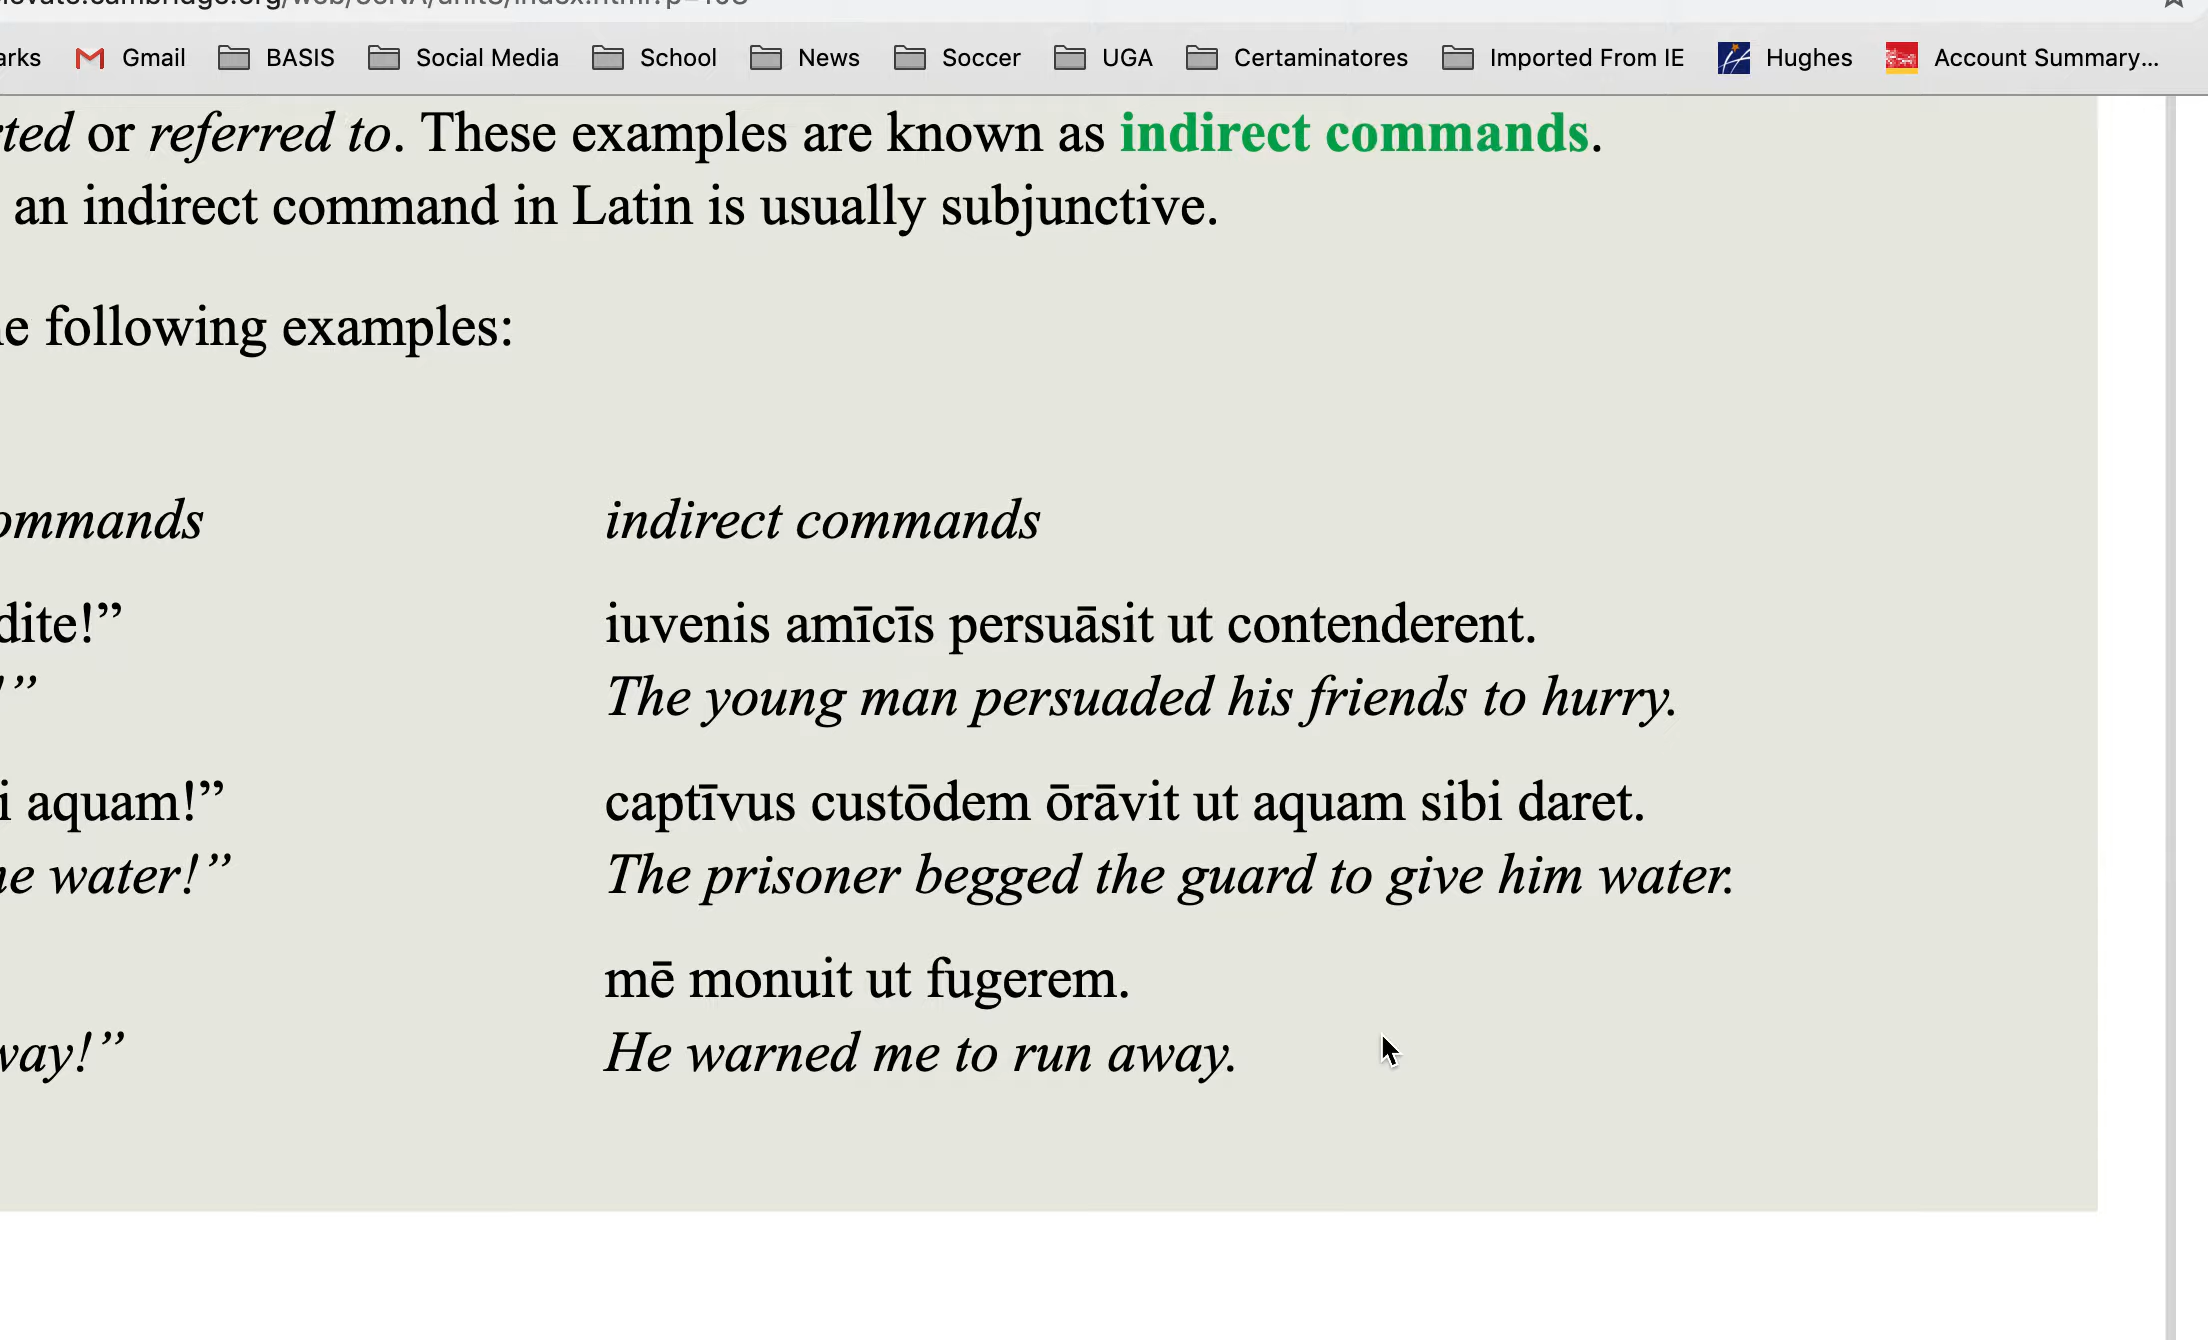 arks Gmail BASIS Social Media School News Soccer UGA Certaminatores Imported From IE Hughes Account Summary...
ted or referred to. These examples are known as indirect commands.
an indirect command in Latin is usually subjunctive.
e following examples:
ommands indirect commands
dite!” iuvenis amīcīs persuāsit ut contenderent.
!” The young man persuaded his friends to hurry.
i aquam!” captīvus custōdem ōrāvit ut aquam sibi daret.
ne water!” The prisoner begged the guard to give him water.
mē monuit ut fugerem.
way!” He warned me to run away.